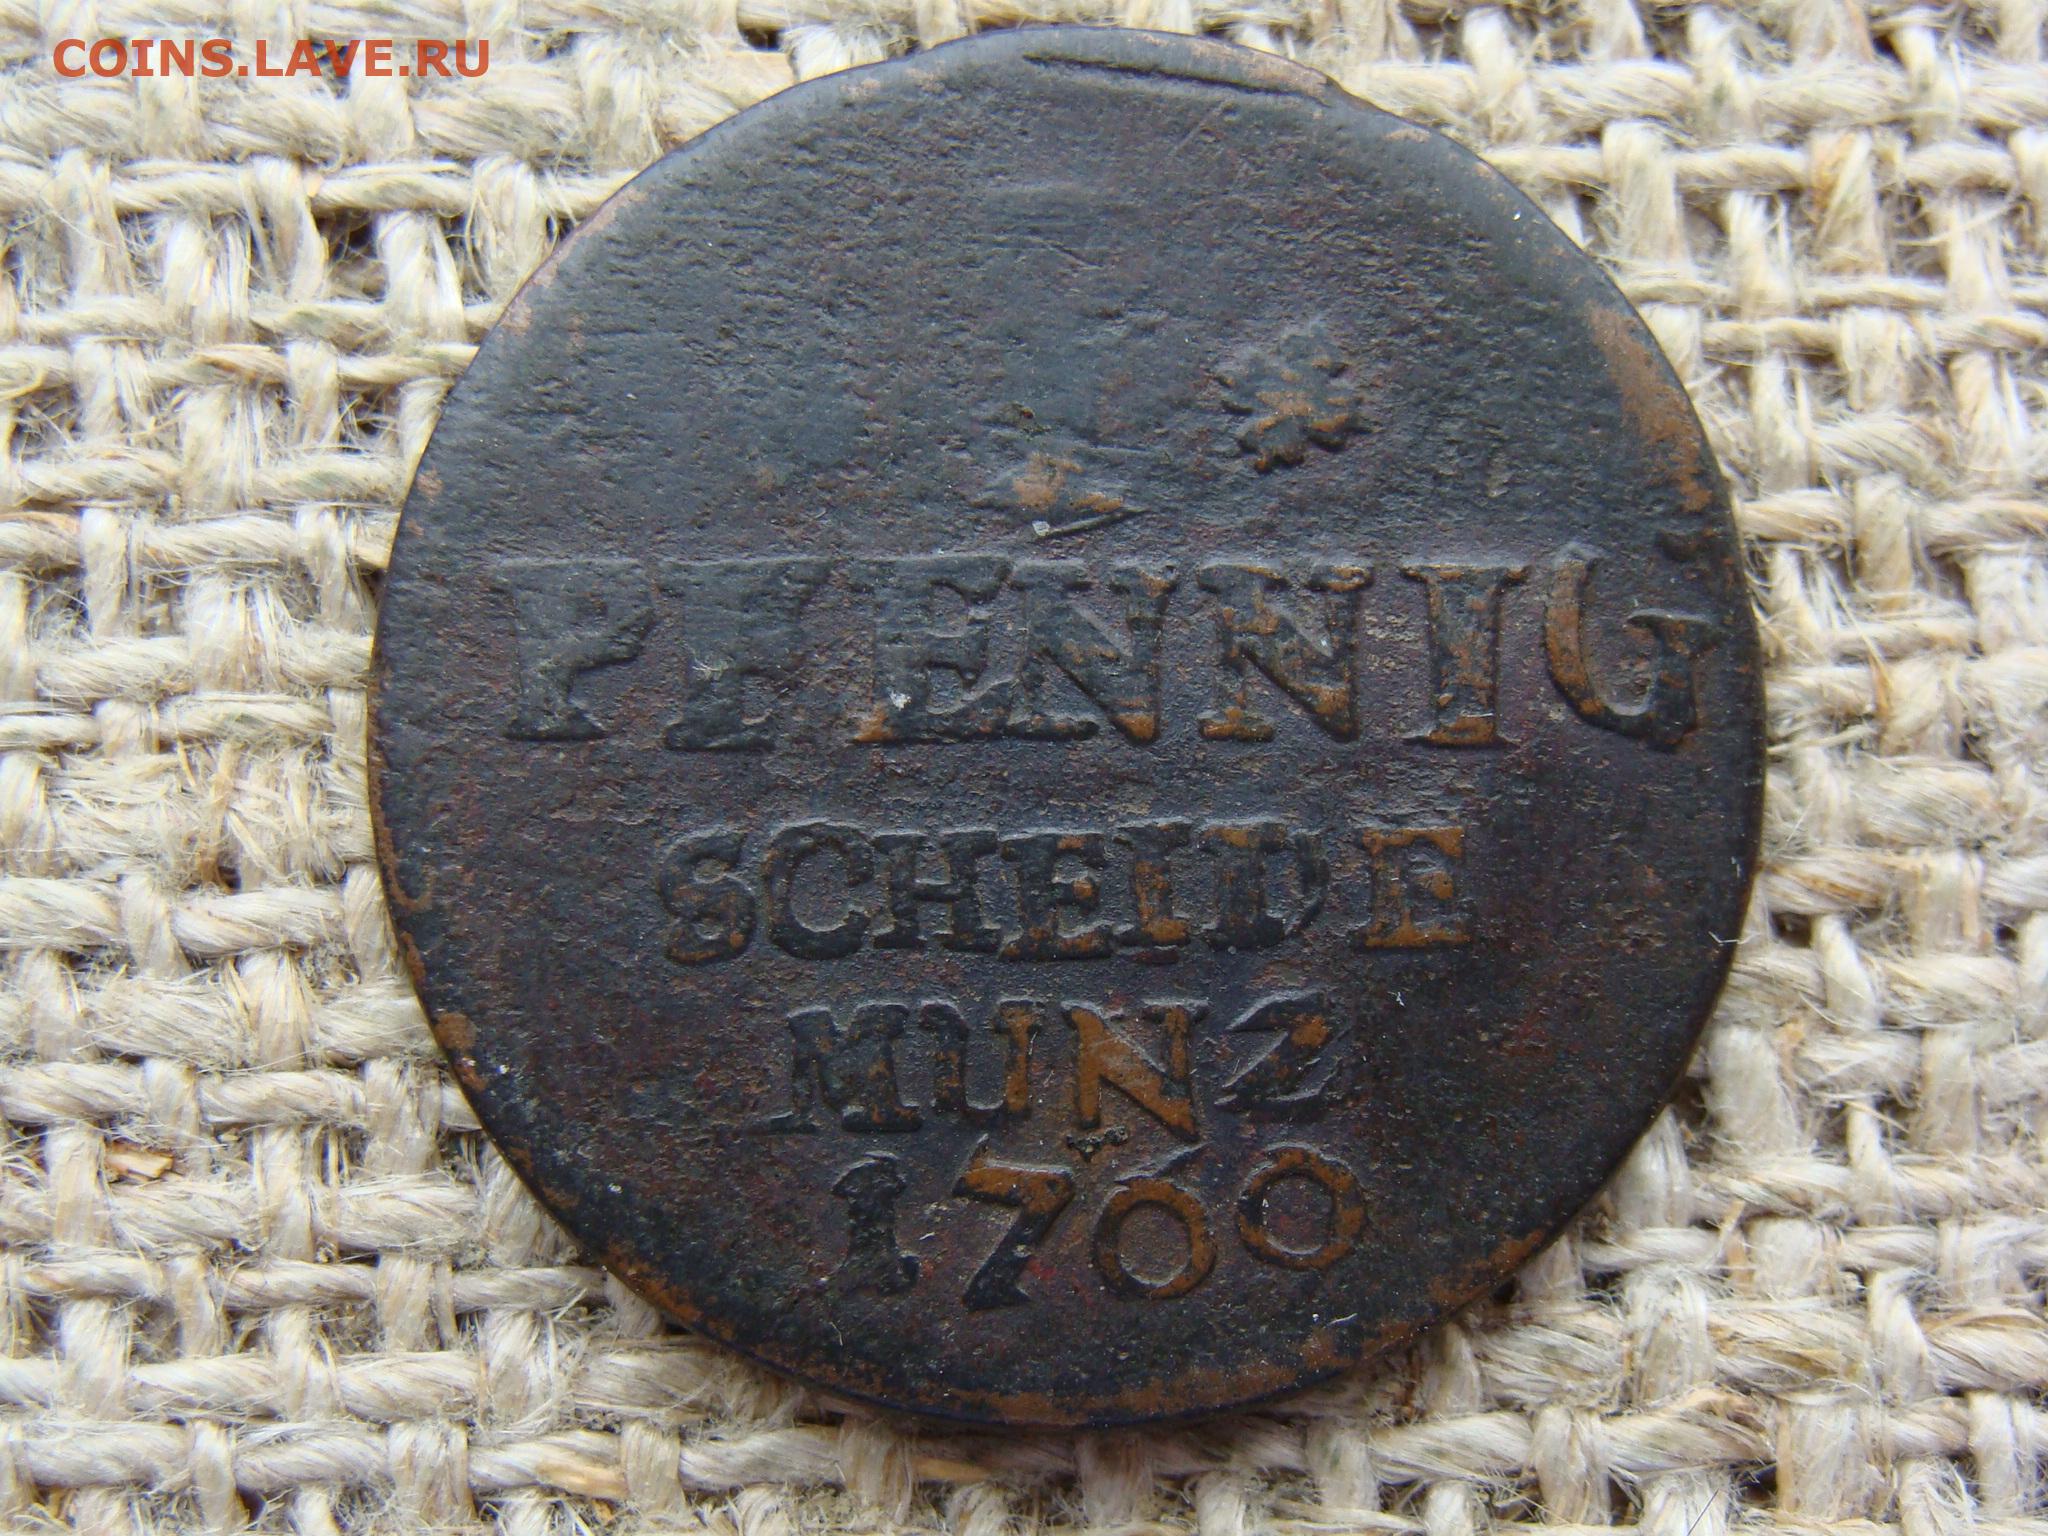 COINS.LAVE.RU
PFENNIG
SCHEIDE
MUNZ
1760